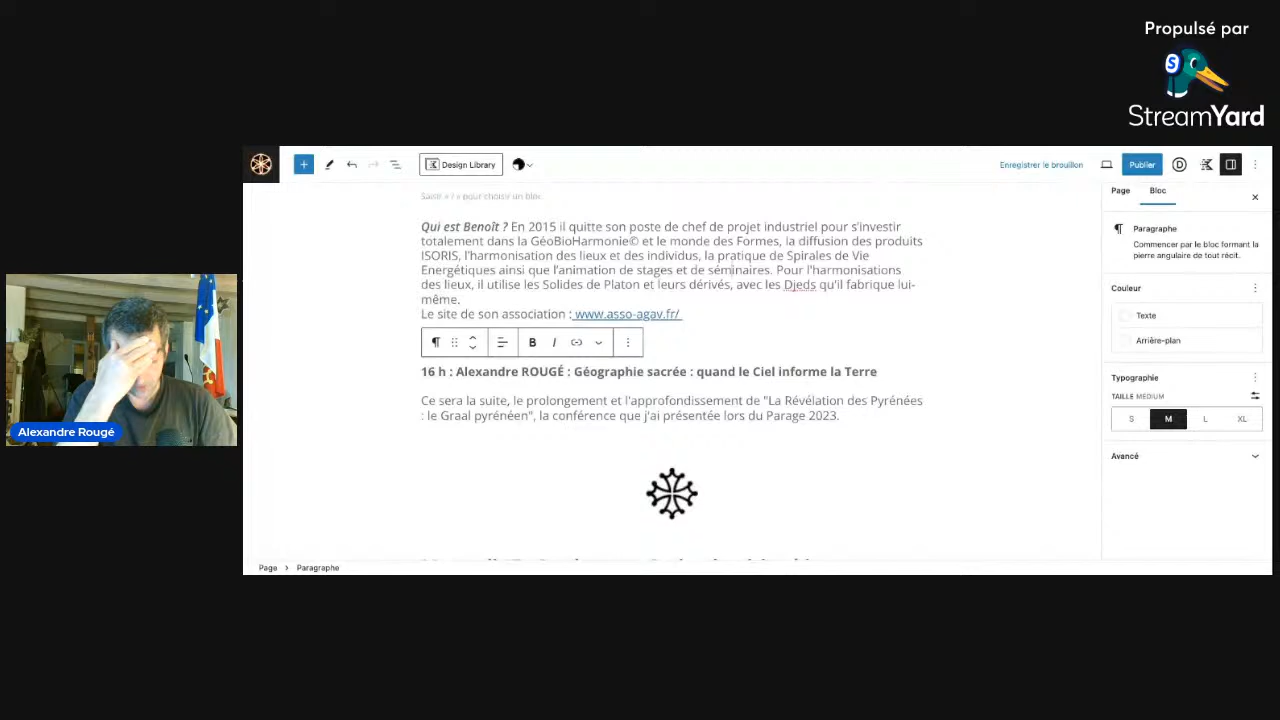 Propulsé par
StreamYard
Design Library
Enregistrer le brouillon
Publier
Saisir « / » pour choisir un bloc
Page
Bloc
Qui est Benoît ? En 2015 il quitte son poste de chef de projet industriel pour s’investir
totalement dans la GéoBioHarmonie© et le monde des Formes, la diffusion des produits
ISORIS, l’harmonisation des lieux et des individus, la pratique de Spirales de Vie
Energétiques ainsi que l’animation de stages et de séminaires. Pour l'harmonisations
des lieux, il utilise les Solides de Platon et leurs dérivés, avec les Djeds qu'il fabrique lui-
même.
Le site de son association : www.asso-agav.fr/
B I
16 h : Alexandre ROUGÉ : Géographie sacrée : quand le Ciel informe la Terre
Ce sera la suite, le prolongement et l'approfondissement de "La Révélation des Pyrénées
: le Graal pyrénéen", la conférence que j'ai présentée lors du Parage 2023.
Paragraphe
Commencer par le bloc formant la
pierre angulaire de tout récit.
Couleur
Texte
Arrière-plan
Typographie
TAILLE MEDIUM
S M L XL
Avancé
Page > Paragraphe
Alexandre Rougé